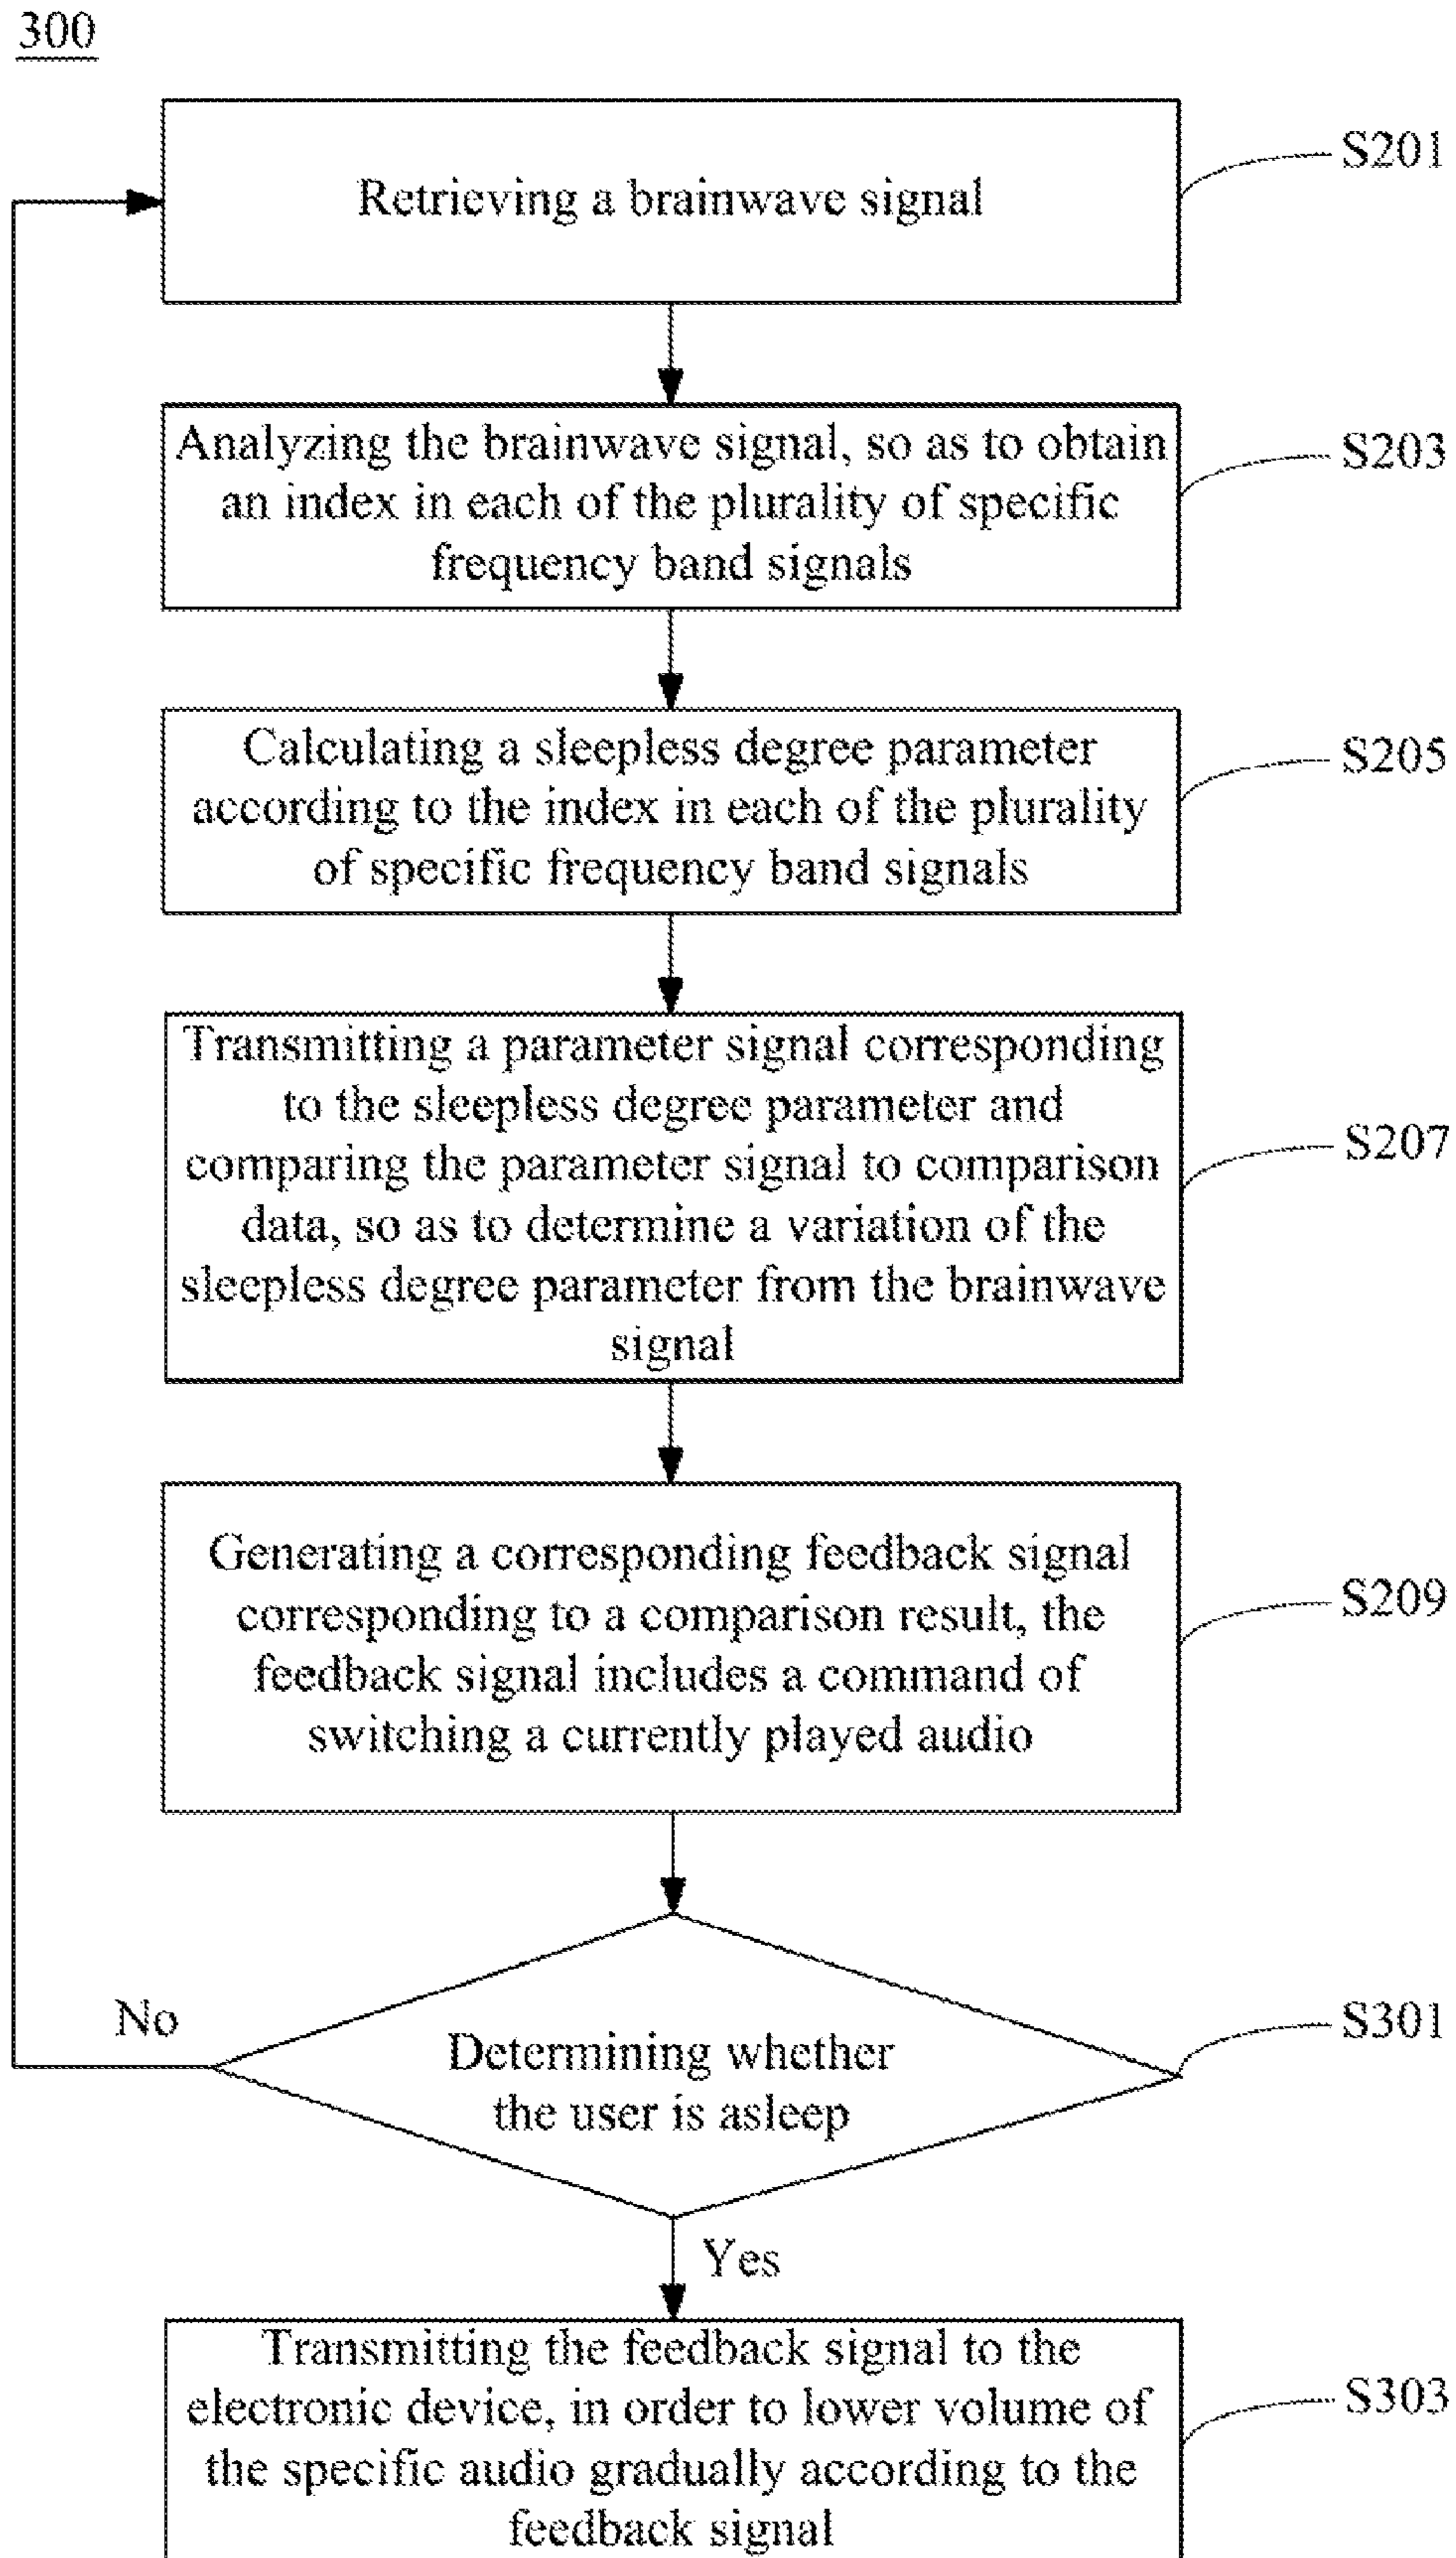 300
Retrieving a brainwave signal
S201
Analyzing the brainwave signal, so as to obtain
an index in each of the plurality of specific
frequency band signals
S203
Calculating a sleepless degree parameter
according to the index in each of the plurality
of specific frequency band signals
S205
Transmitting a parameter signal corresponding
to the sleepless degree parameter and
comparing the parameter signal to comparison
data, so as to determine a variation of the
sleepless degree parameter from the brainwave
signal
S207
Generating a corresponding feedback signal
corresponding to a comparison result, the
feedback signal includes a command of
switching a currently played audio
S209
No
Determining whether
the user is asleep
S301
Yes
Transmitting the feedback signal to the
electronic device, in order to lower volume of
the specific audio gradually according to the
feedback signal
S303